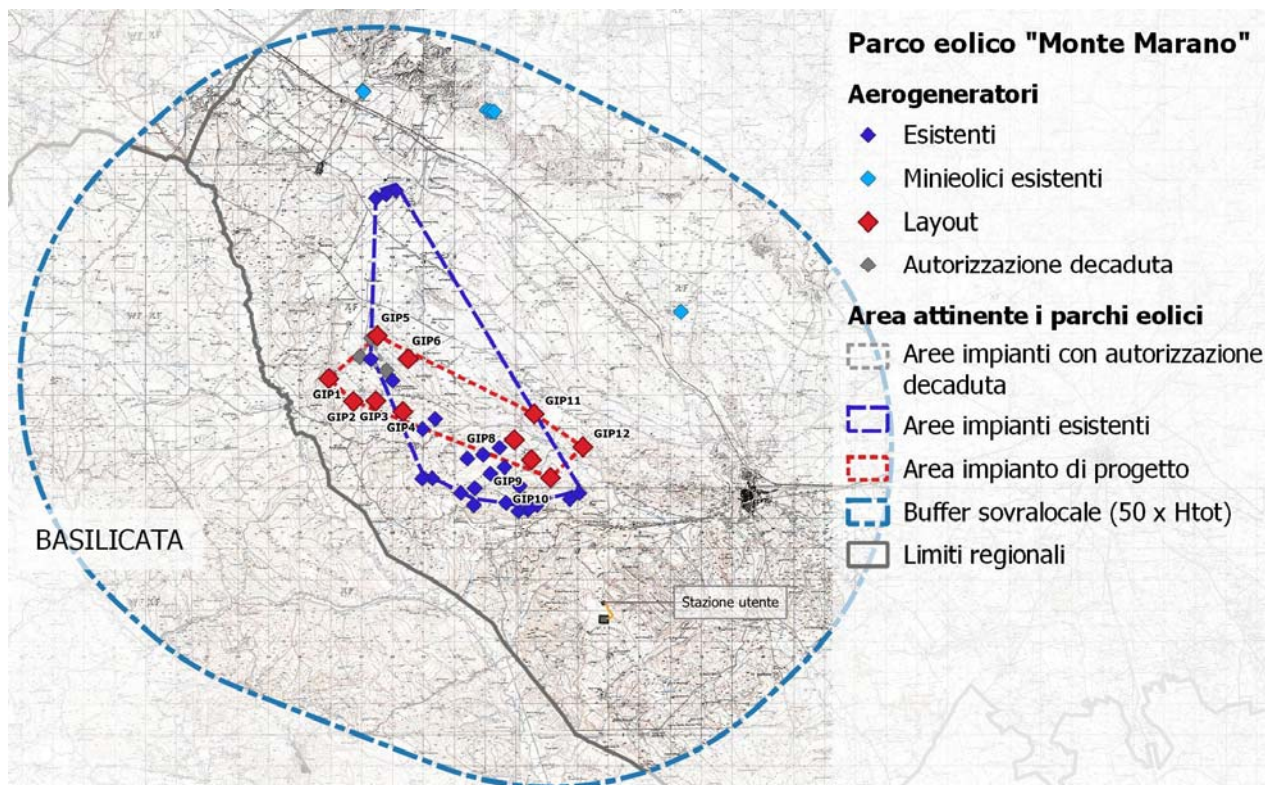 Parco eolico "Monte Marano"
Aerogeneratori
Esistenti
Minieolici esistenti
Layout
Autorizzazione decaduta
Area attinente i parchi eolici
Aree impianti con autorizzazione
decaduta
Aree impianti esistenti
Area impianto di progetto
Buffer sovralocale (50 x Htot)
Limiti regionali
GIP5
GIP6
GIP1
GIP2
GIP3
GIP4
GIP11
GIP8
GIP12
GIP9
GIP10
BASILICATA
Stazione utente